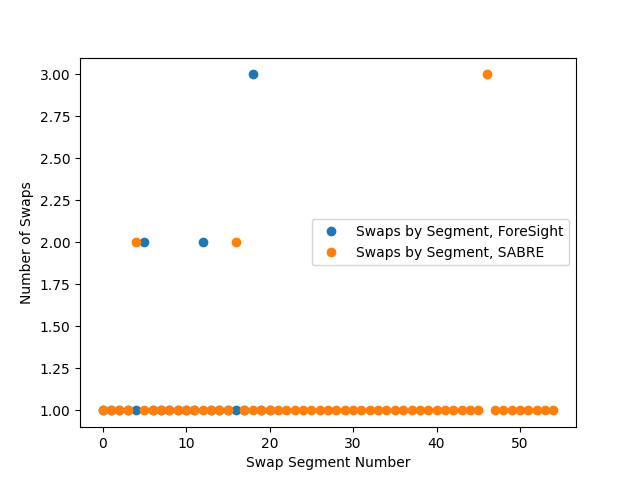 3.00
2.75
2.50
2.25
2.00
1.75
1.50
1.25
1.00
Number of Swaps
Swaps by Segment, ForeSight
Swaps by Segment, SABRE
0 10 20 30 40 50
Swap Segment Number